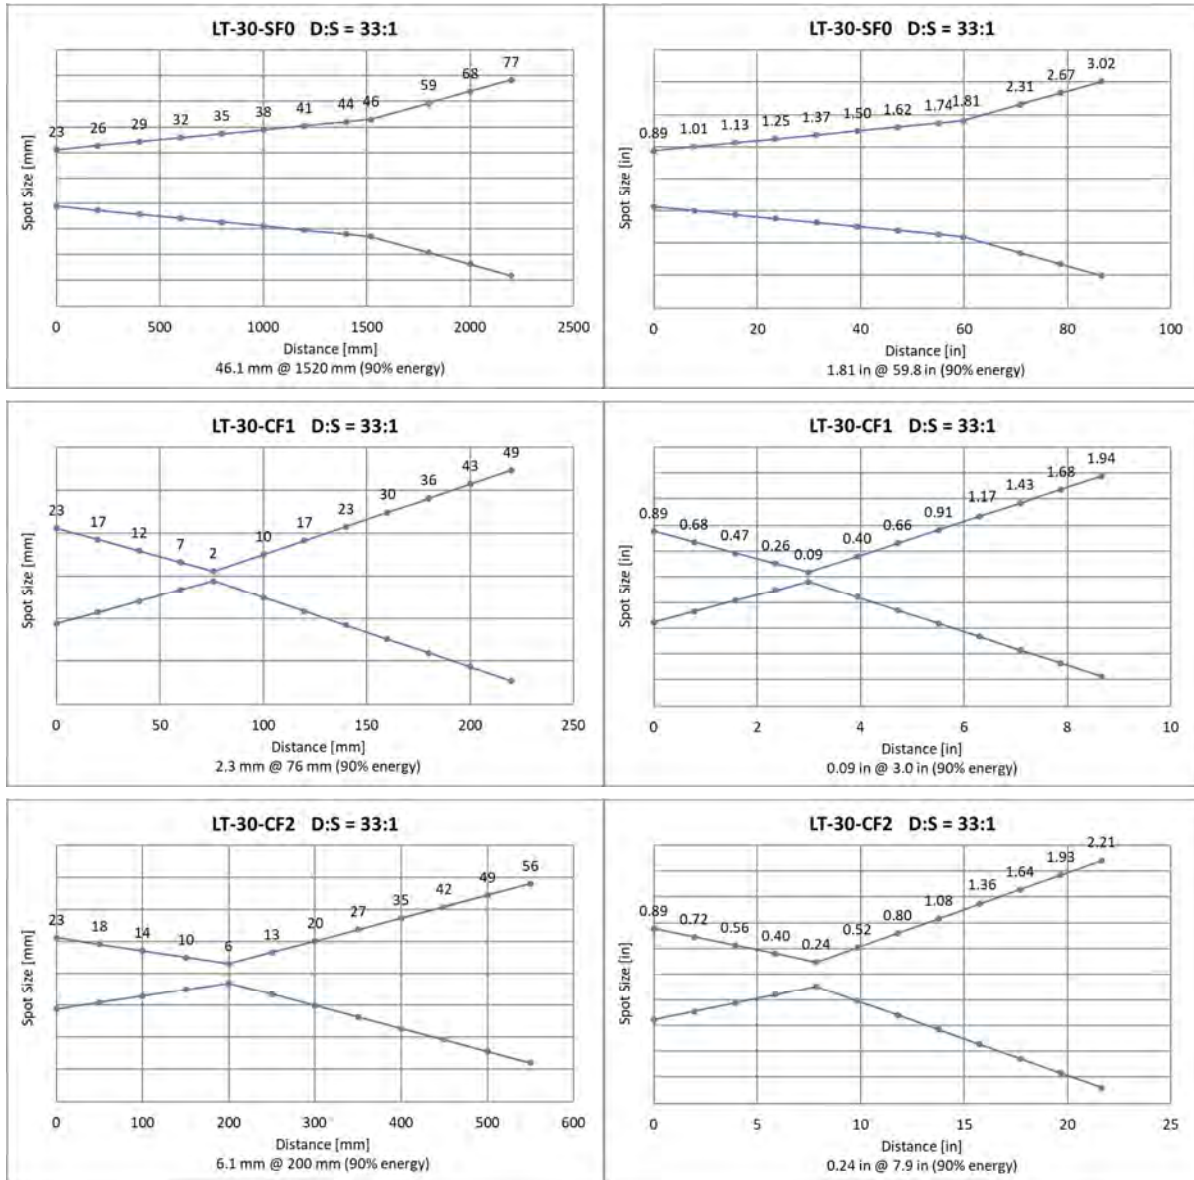 LT-30-SF0 D:S = 33:1
77
68
59
46
44
41
38
35
32
29
26
23
Spot Size [mm]
0 500 1000 1500 2000 2500
Distance [mm]
46.1 mm @ 1520 mm (90% energy)
LT-30-SF0 D:S = 33:1
3.02
2.67
2.31
1.81
1.74
1.62
1.50
1.37
1.25
1.13
1.01
0.89
Spot Size [in]
0 20 40 60 80 100
Distance [in]
1.81 in @ 59.8 in (90% energy)
LT-30-CF1 D:S = 33:1
23 17 12 7 2 10 17 23 30 36 43 49
Spot Size [mm]
0 50 100 150 200 250
Distance [mm]
2.3 mm @ 76 mm (90% energy)
LT-30-CF1 D:S = 33:1
0.89 0.68 0.47 0.26 0.09 0.40 0.66 0.91 1.17 1.43 1.68 1.94
Spot Size [in]
0 2 4 6 8 10
Distance [in]
0.09 in @ 3.0 in (90% energy)
LT-30-CF2 D:S = 33:1
23 18 14 10 6 13 20 27 35 42 49 56
Spot Size [mm]
0 100 200 300 400 500 600
Distance [mm]
6.1 mm @ 200 mm (90% energy)
LT-30-CF2 D:S = 33:1
0.89 0.72 0.56 0.40 0.24 0.52 0.80 1.08 1.36 1.64 1.93 2.21
Spot Size [in]
0 5 10 15 20 25
Distance [in]
0.24 in @ 7.9 in (90% energy)